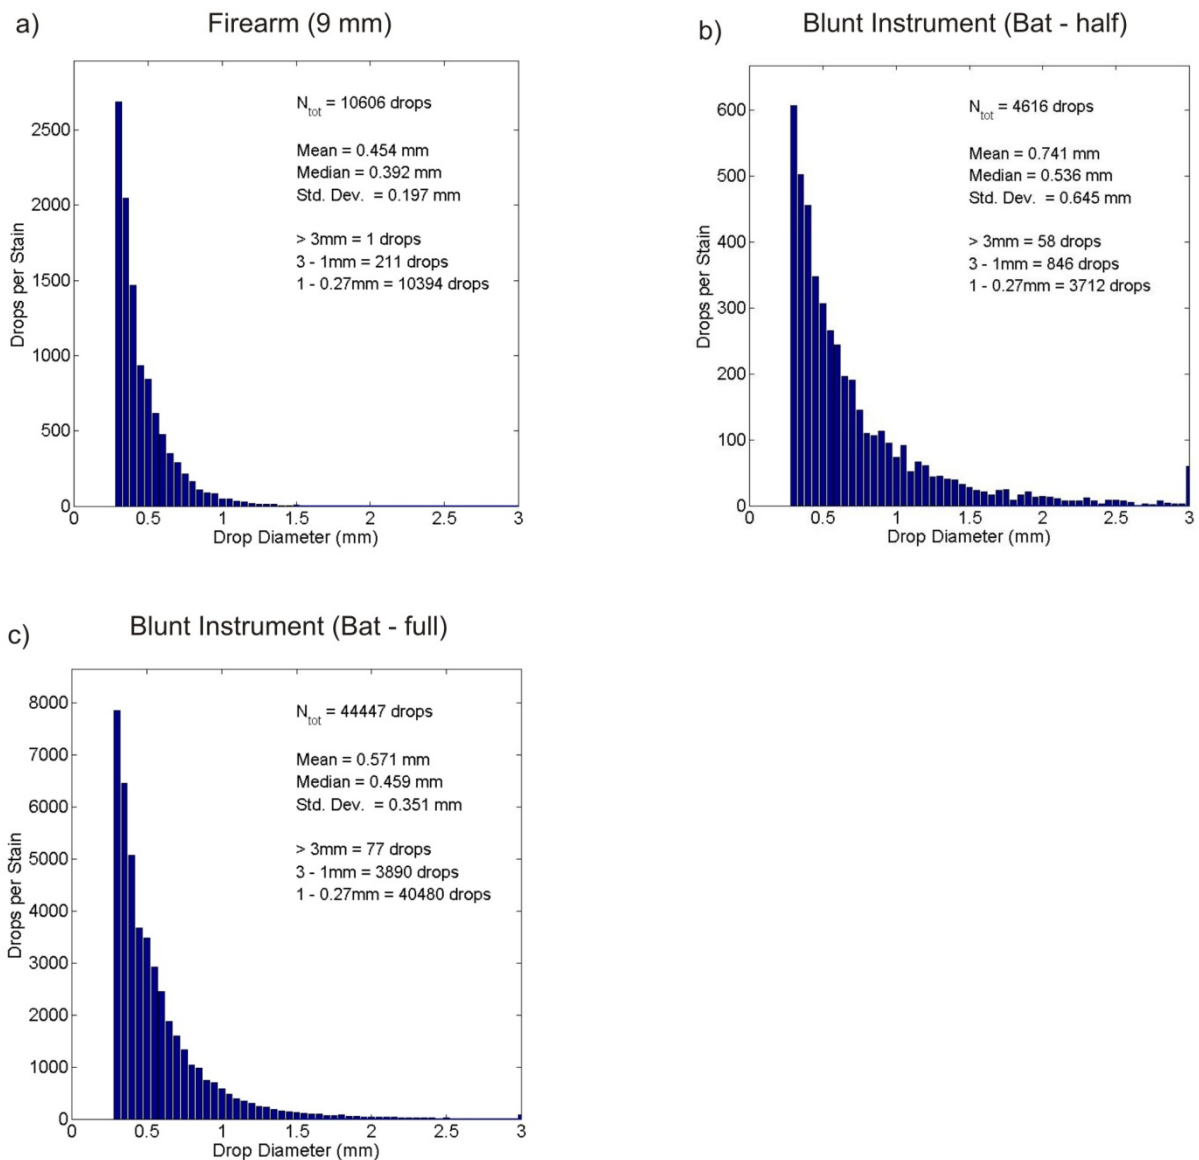 a)
Firearm (9 mm)
2500
2000
1500
1000
500
0
Drops per Stain
N_tot = 10606 drops
Mean = 0.454 mm
Median = 0.392 mm
Std. Dev. = 0.197 mm
> 3mm = 1 drops
3 - 1mm = 211 drops
1 - 0.27mm = 10394 drops
0 0.5 1 1.5 2 2.5 3
Drop Diameter (mm)
b)
Blunt Instrument (Bat - half)
600
500
400
300
200
100
0
Drops per Stain
N_tot = 4616 drops
Mean = 0.741 mm
Median = 0.536 mm
Std. Dev. = 0.645 mm
> 3mm = 58 drops
3 - 1mm = 846 drops
1 - 0.27mm = 3712 drops
0 0.5 1 1.5 2 2.5 3
Drop Diameter (mm)
c)
Blunt Instrument (Bat - full)
8000
7000
6000
5000
4000
3000
2000
1000
0
Drops per Stain
N_tot = 44447 drops
Mean = 0.571 mm
Median = 0.459 mm
Std. Dev. = 0.351 mm
> 3mm = 77 drops
3 - 1mm = 3890 drops
1 - 0.27mm = 40480 drops
0 0.5 1 1.5 2 2.5 3
Drop Diameter (mm)